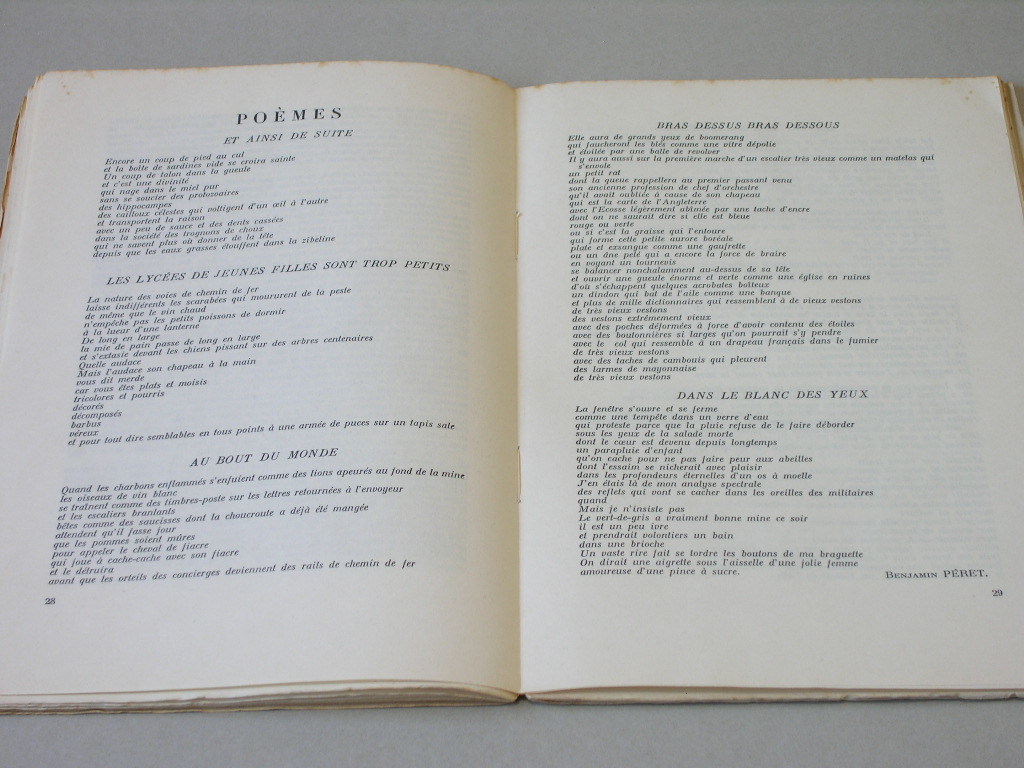 POÈMES
ET AINSI DE SUITE
Encore un coup de pied au cul
et la boîte de sardines vide se croira sainte
Un coup de talon dans la gueule
et c'est une divinité
qui nage dans le miel pur
sans se soucier des protozoaires
des hippocampes
des cailloux célestes qui voltigent d'un œil à l'autre
et transportent la raison
avec un peu de sauce et des dents cassées
dans la société des trognons de choux
qui ne savent plus où donner de la tête
depuis que les eaux grasses étouffent dans la zibeline
LES LYCÉES DE JEUNES FILLES SONT TROP PETITS
La nature des voies de chemin de fer
laisse indifférents les scarabées qui moururent de la peste
de même que le vin chaud
n'empêche pas les petits poissons de dormir
à la lueur d'une lanterne
De long en large
la mie de pain passe de long en large
et s'extasie devant les chiens pissant sur des arbres centenaires
Quelle audace
Mais l'audace son chapeau à la main
vous dit merde
car vous êtes plats et moisis
tricolores et pourris
décorés
décomposés
barbus
véreux
et pour tout dire semblables en tous points à une armée de puces sur un tapis sale
AU BOUT DU MONDE
Quand les charbons enflammés s'enfuient comme des lions apeurés au fond de la mine
les oiseaux de vin blanc
se traînent comme des timbres-poste sur les lettres retournées à l'envoyeur
et les escaliers branlants
bêtes comme des saucisses dont la choucroute a déjà été mangée
attendent qu'il fasse jour
que les pommes soient mûres
pour appeler le cheval de fiacre
qui joue à cache-cache avec son fiacre
et le détruira
avant que les orteils des concierges deviennent des rails de chemin de fer
28
BRAS DESSUS BRAS DESSOUS
Elle aura de grands yeux de boomerang
qui faucheront les blés comme une vitre dépolie
et étoilée par une balle de revolver
Il y aura aussi sur la première marche d'un escalier très vieux comme un matelas qui
s'envole
un petit rat
dont la queue rappellera au premier passant venu
son ancienne profession de chef d'orchestre
qu'il avait oubliée à cause de son chapeau
qui est la carte de l'Angleterre
avec l'Ecosse légèrement abîmée par une tache d'encre
dont on ne saurait dire si elle est bleue
rouge ou verte
ou si c'est la graisse qui l'entoure
qui forme cette petite aurore boréale
plate et exsangue comme une gaufrette
ou un âne pelé qui a encore la force de braire
en voyant un tournevis
se balancer nonchalamment au-dessus de sa tête
et ouvrir une gueule énorme et verte comme une église en ruines
d'où s'échappent quelques acrobates boiteux
un dindon qui bat de l'aile comme une banque
et plus de mille dictionnaires qui ressemblent à de vieux vestons
de très vieux vestons
des vestons extrêmement vieux
avec des poches déformées à force d'avoir contenu des étoiles
avec des boutonnières si larges qu'on pourrait s'y pendre
avec le col qui ressemble à un drapeau français dans le fumier
de très vieux vestons
avec des taches de cambouis qui pleurent
des larmes de mayonnaise
de très vieux vestons
DANS LE BLANC DES YEUX
La fenêtre s'ouvre et se ferme
comme une tempête dans un verre d'eau
qui proteste parce que la pluie refuse de le faire déborder
sous les yeux de la salade morte
dont le cœur est devenu depuis longtemps
un parapluie d'enfant
qu'on cache pour ne pas faire peur aux abeilles
dont l'essaim se nicherait avec plaisir
dans les profondeurs éternelles d'un os à moelle
J'en étais là de mon analyse spectrale
des reflets qui vont se cacher dans les oreilles des militaires
quand
Mais je n'insiste pas
Le vert-de-gris a vraiment bonne mine ce soir
il est un peu ivre
et prendrait volontiers un bain
dans une brioche
Un vaste rire fait se tordre les boutons de ma braguette
On dirait une aigrette sous l'aisselle d'une jolie femme
amoureuse d'une pince à sucre.
BENJAMIN PÉRET.
29